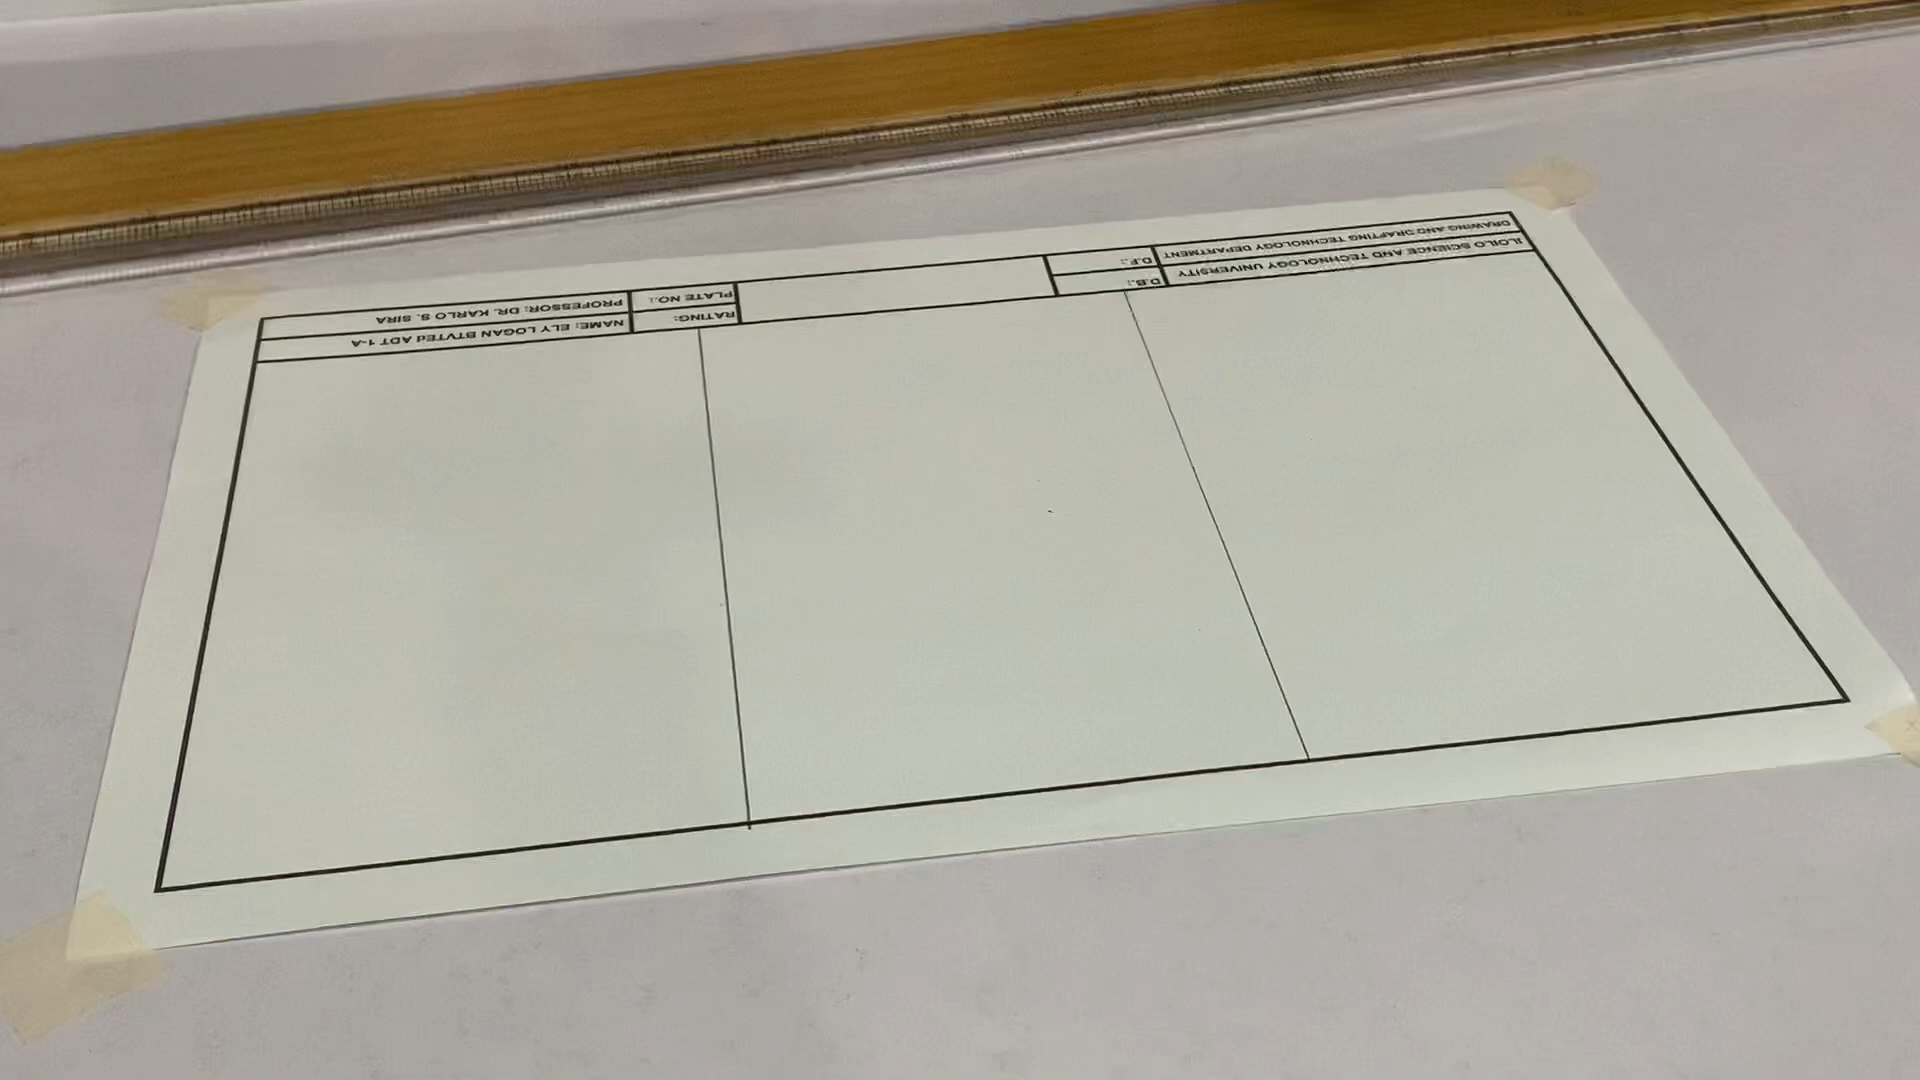 ILOILO SCIENCE AND TECHNOLOGY UNIVERSITY
DRAWING AND DRAFTING TECHNOLOGY DEPARTMENT
D.B.:
D.F.:
RATING:
PLATE NO.:
NAME: ELY LOGAN BTVTEd ADT 1-A
PROFESSOR: DR. KARLO S. SIRA